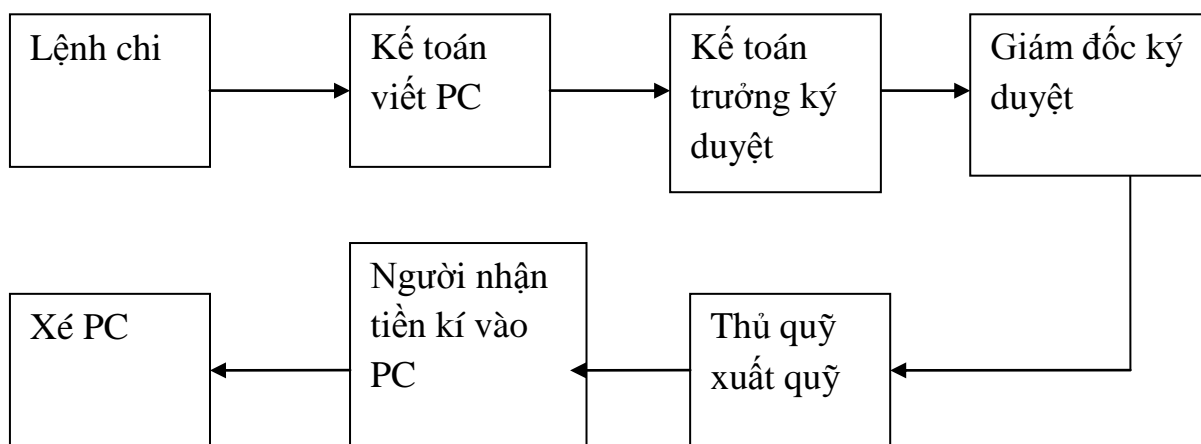 Lệnh chi
Kế toán
viết PC
Kế toán
trưởng ký
duyệt
Giám đốc ký
duyệt
Xé PC
Người nhận
tiền kí vào
PC
Thủ quỹ
xuất quỹ